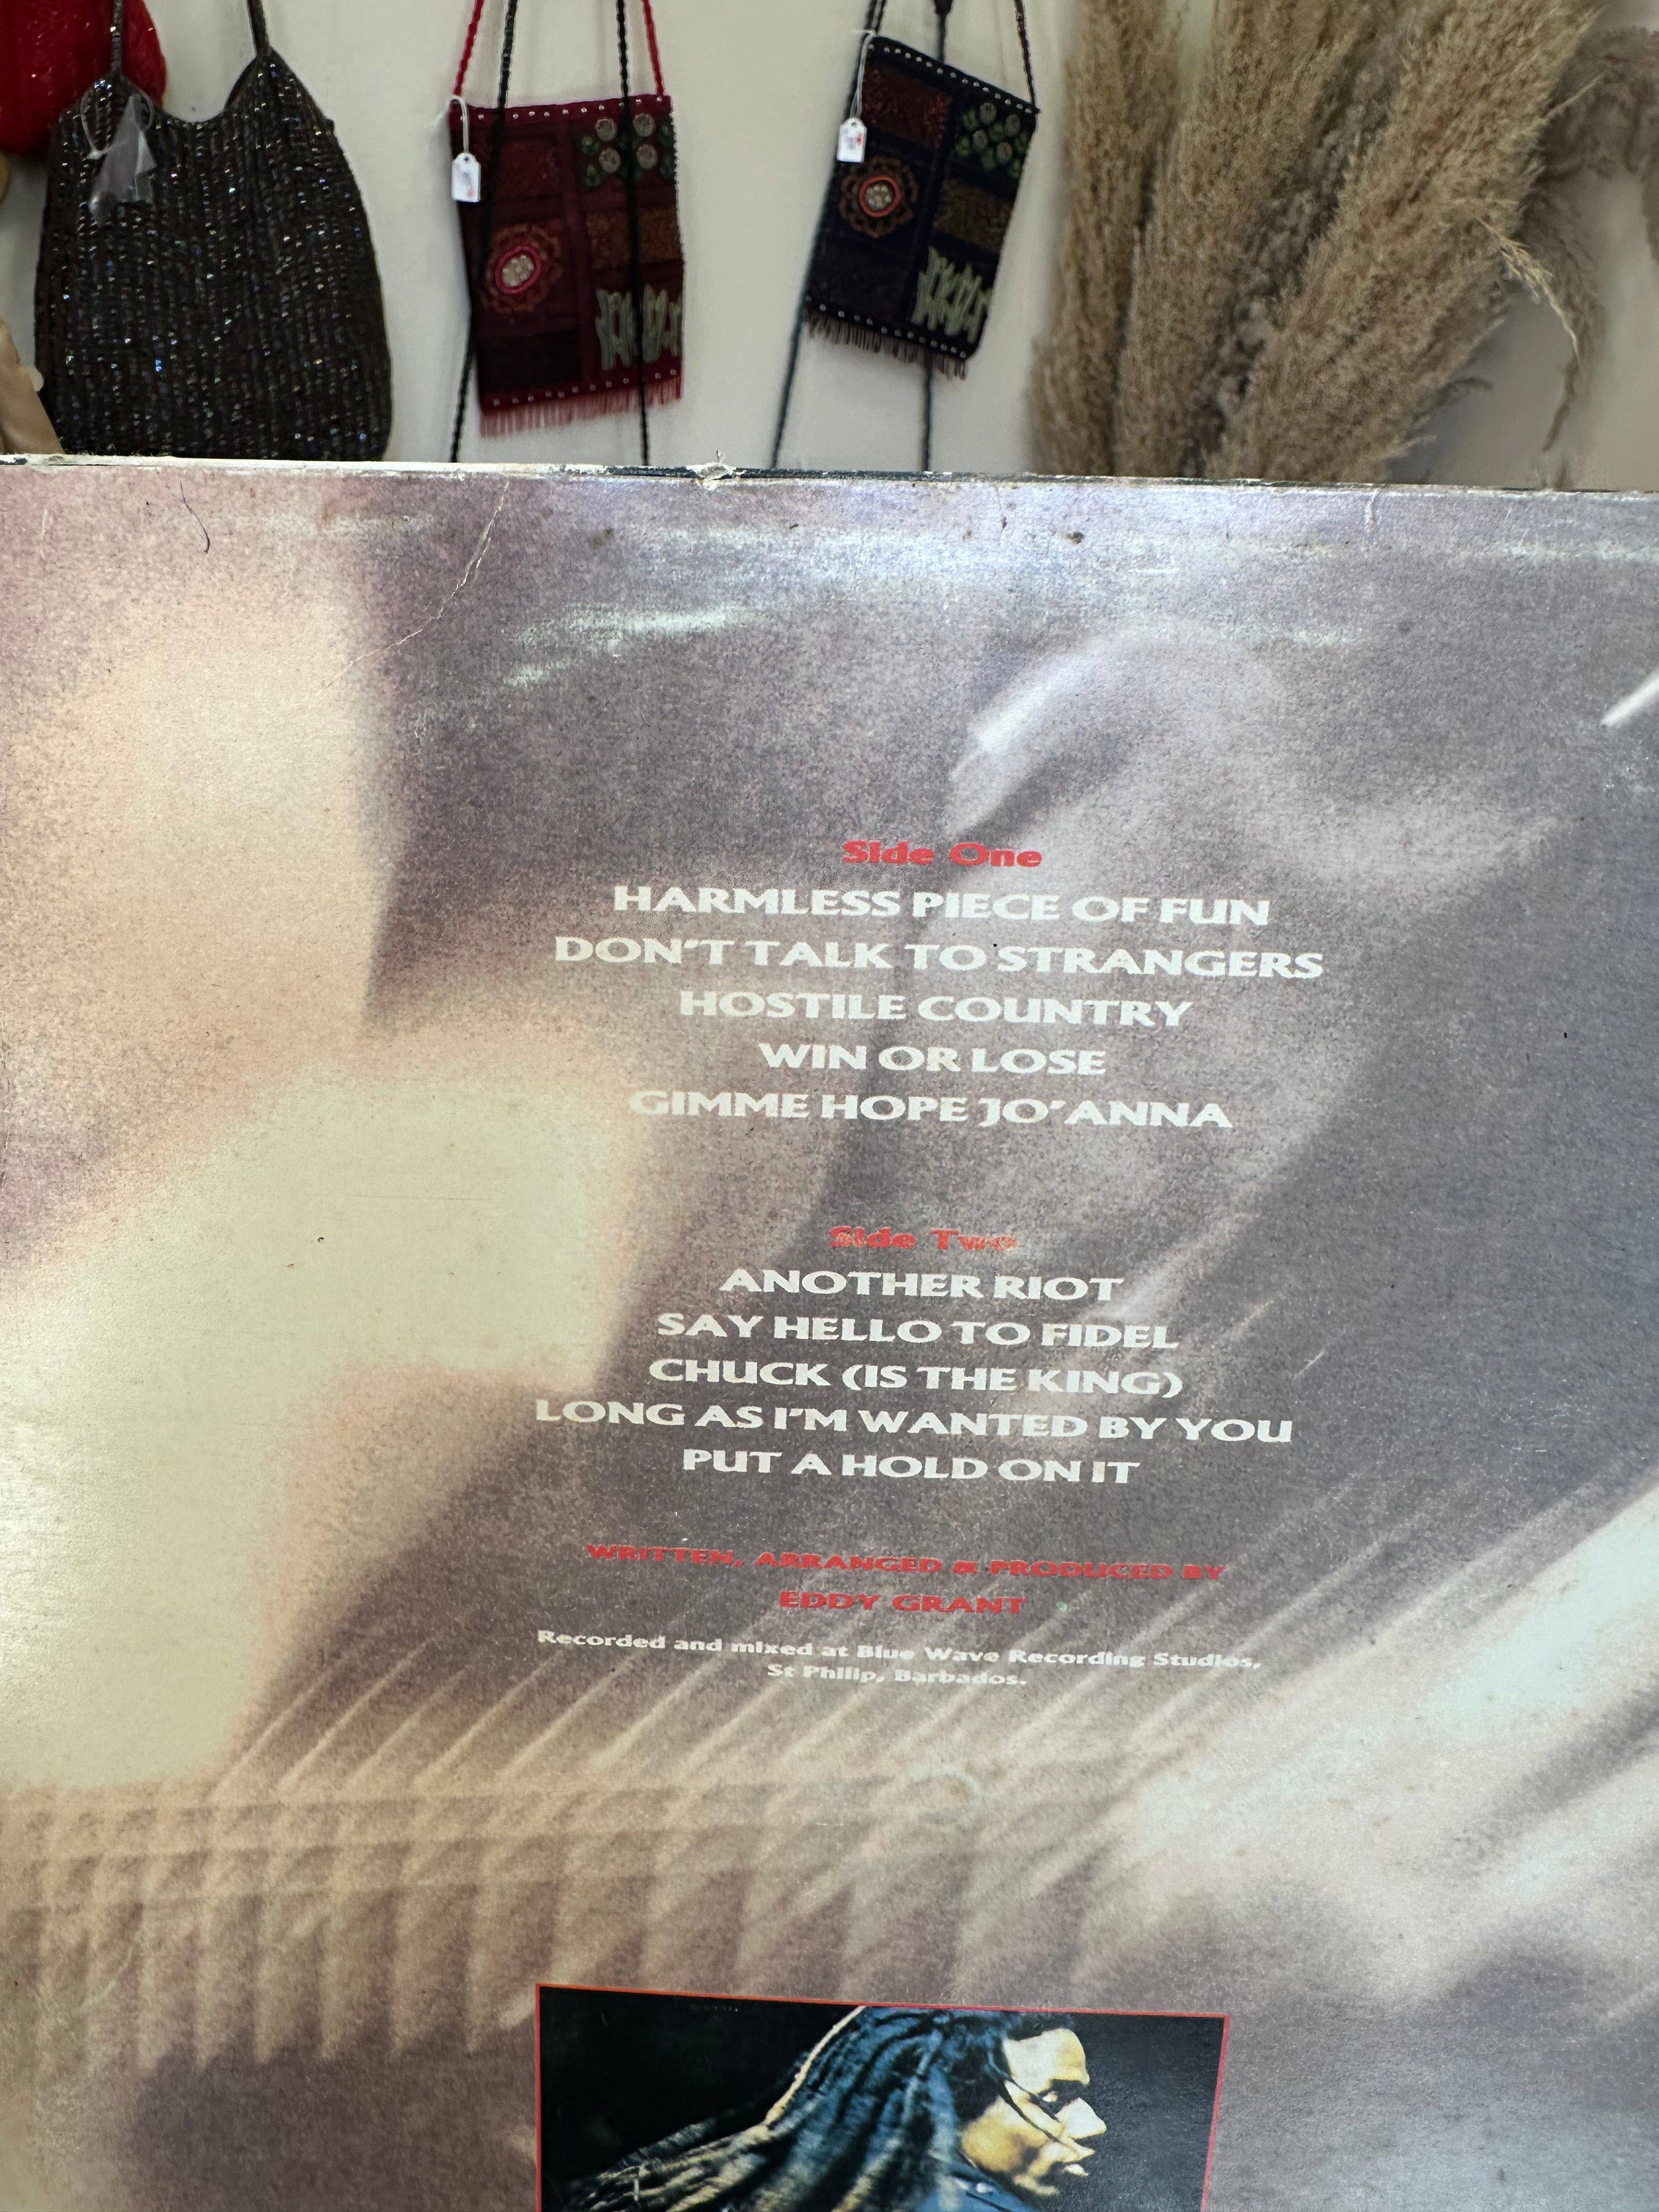 Side One
HARMLESS PIECE OF FUN
DON'T TALK TO STRANGERS
HOSTILE COUNTRY
WIN OR LOSE
GIMME HOPE JO'ANNA
Side Two
ANOTHER RIOT
SAY HELLO TO FIDEL
CHUCK (IS THE KING)
LONG AS I'M WANTED BY YOU
PUT A HOLD ON IT
WRITTEN, ARRANGED & PRODUCED BY
EDDY GRANT
Recorded and mixed at Blue Wave Recording Studios,
St Philip, Barbados.